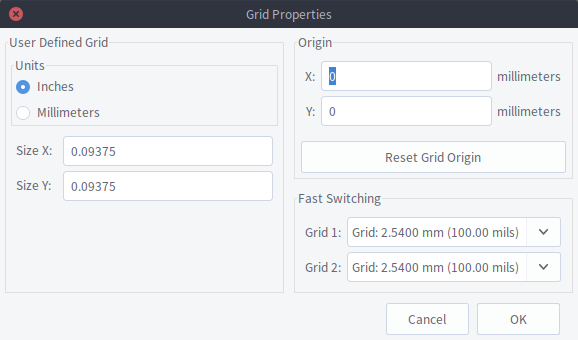 Grid Properties
User Defined Grid
Units
Inches
Millimeters
Size X: 0.09375
Size Y: 0.09375
Origin
X: 0 millimeters
Y: 0 millimeters
Reset Grid Origin
Fast Switching
Grid 1: Grid: 2.5400 mm (100.00 mils)
Grid 2: Grid: 2.5400 mm (100.00 mils)
Cancel OK